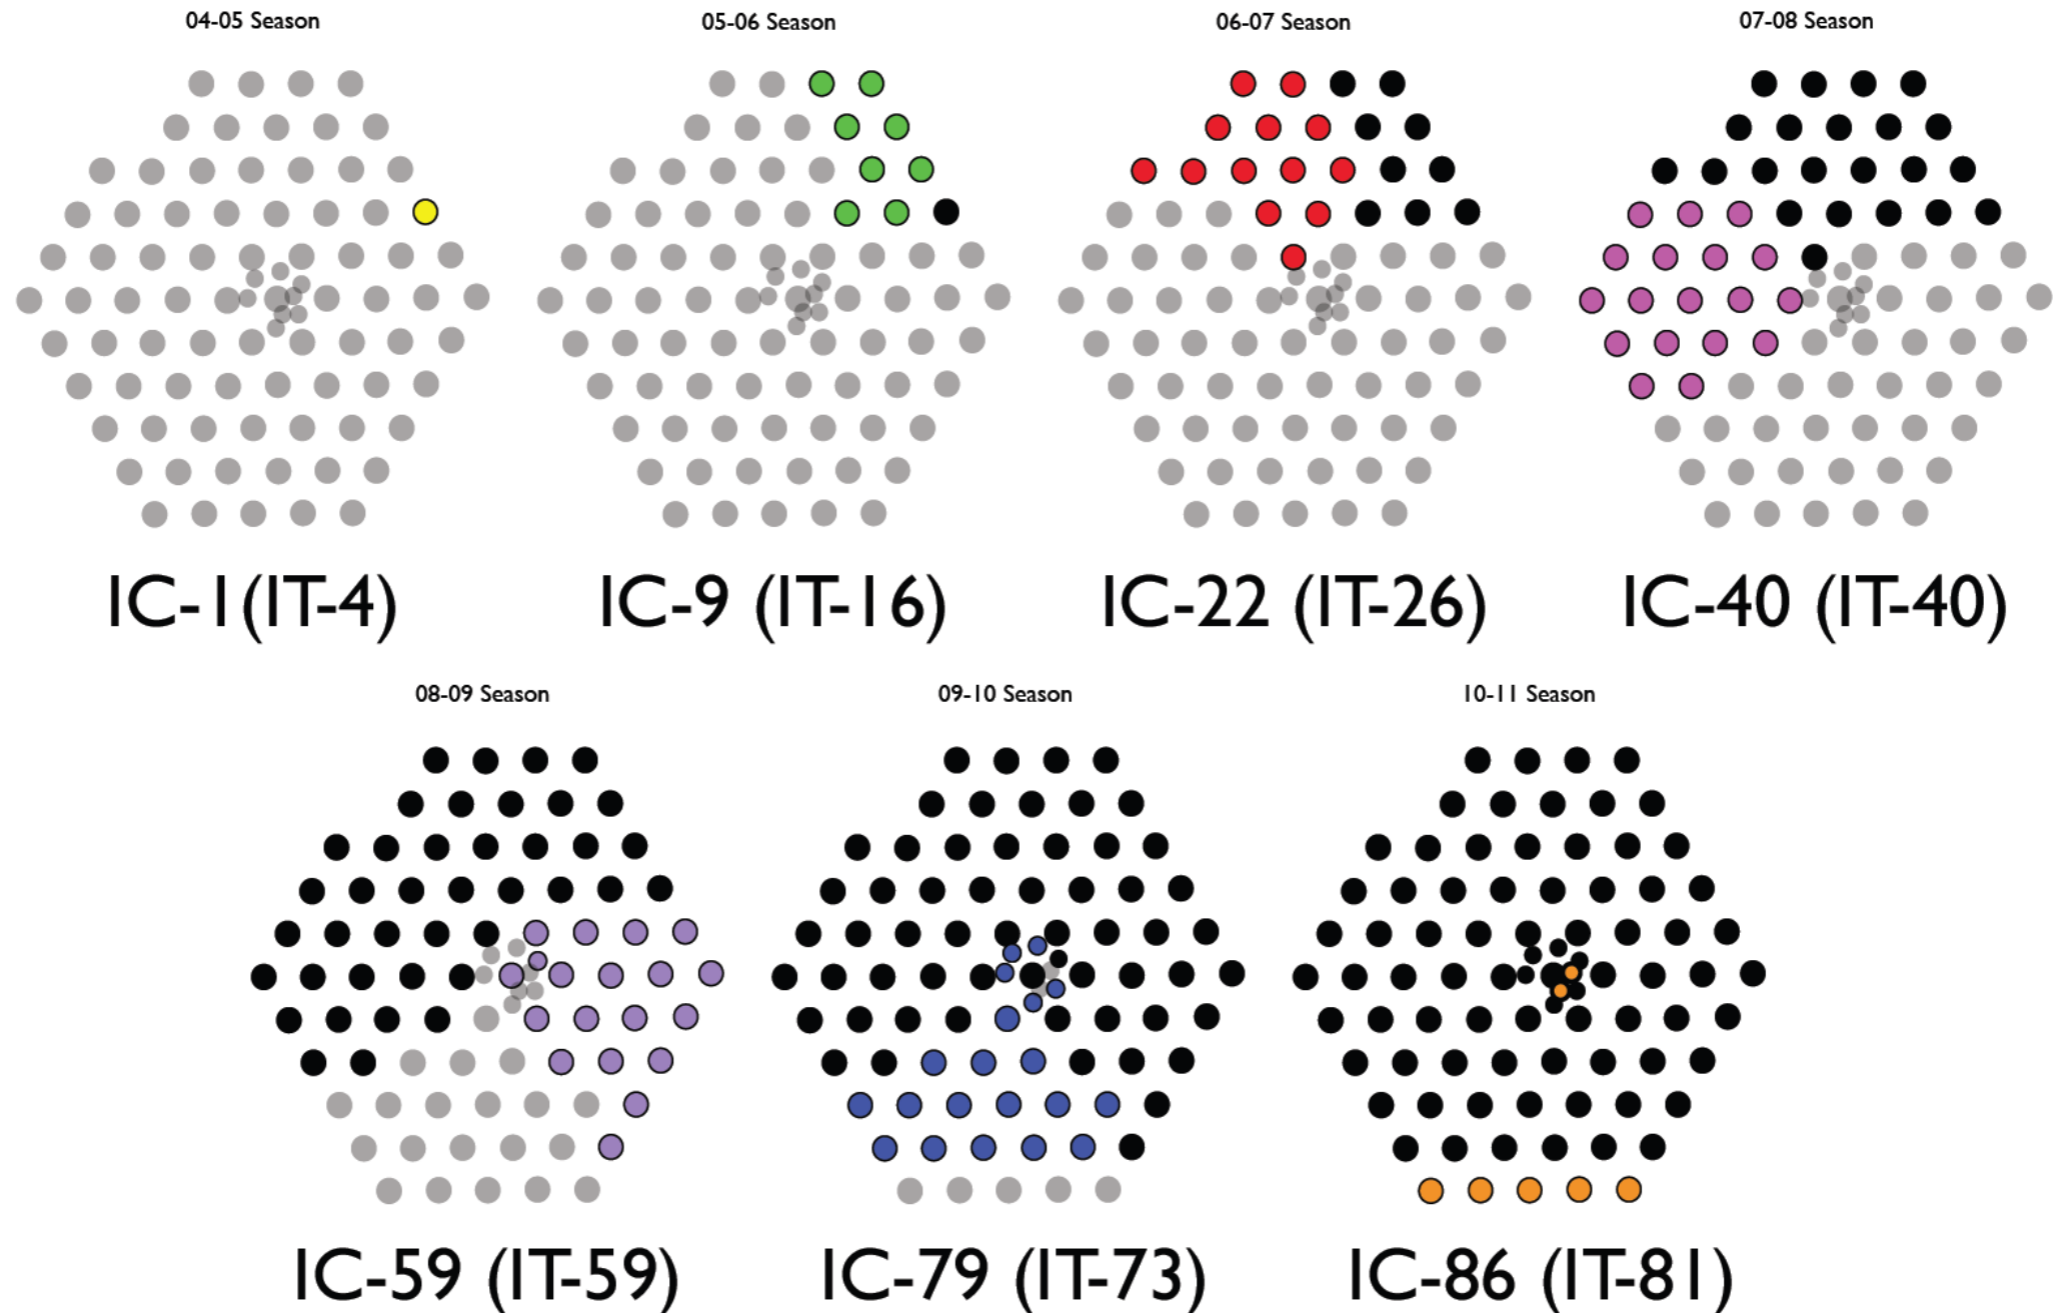 04-05 Season
05-06 Season
06-07 Season
07-08 Season
IC-1(IT-4)
IC-9 (IT-16)
IC-22 (IT-26)
IC-40 (IT-40)
08-09 Season
09-10 Season
10-11 Season
IC-59 (IT-59)
IC-79 (IT-73)
IC-86 (IT-81)